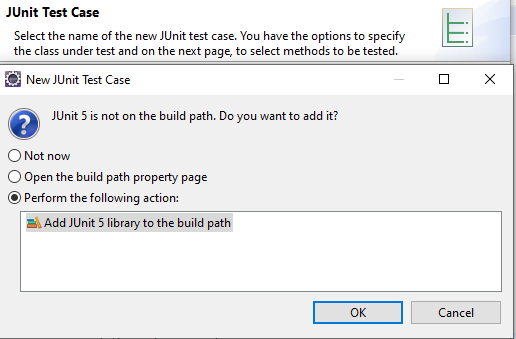 JUnit Test Case
Select the name of the new JUnit test case. You have the options to specify
the class under test and on the next page, to select methods to be tested.
New JUnit Test Case
JUnit 5 is not on the build path. Do you want to add it?
Not now
Open the build path property page
Perform the following action:
Add JUnit 5 library to the build path
OK
Cancel